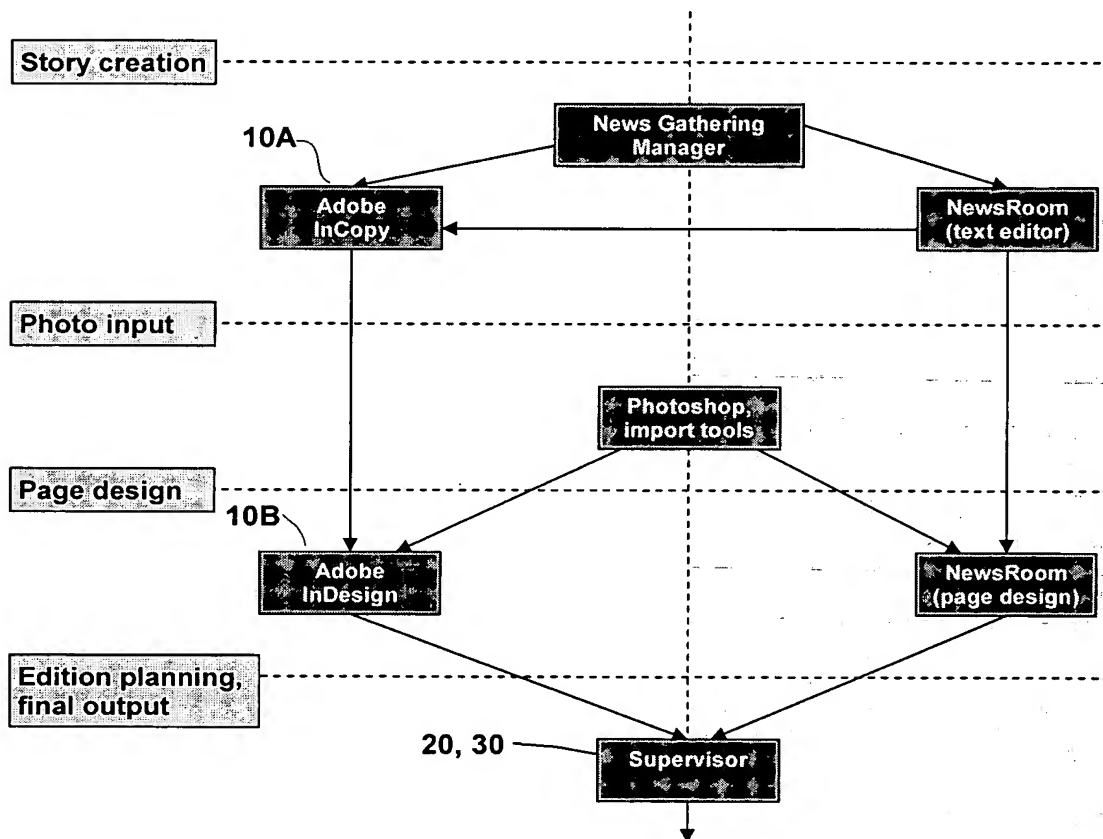 Story creation
News Gathering
Manager
10A
Adobe
InCopy
NewsRoom
(text editor)
Photo input
Photoshop,
import tools
Page design
10B
Adobe
InDesign
NewsRoom
(page design)
Edition planning,
final output
20, 30
Supervisor